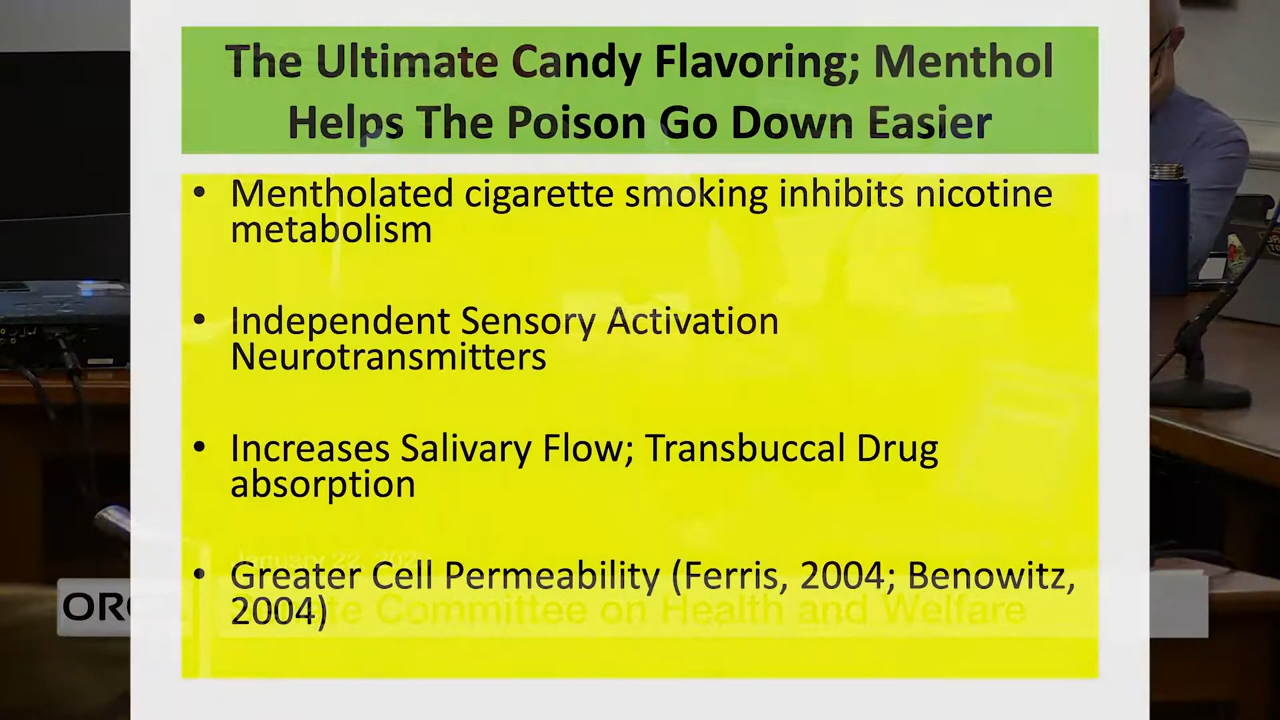 The Ultimate Candy Flavoring; Menthol
Helps The Poison Go Down Easier
• Mentholated cigarette smoking inhibits nicotine
metabolism
• Independent Sensory Activation
Neurotransmitters
• Increases Salivary Flow; Transbuccal Drug
absorption
• Greater Cell Permeability (Ferris, 2004; Benowitz,
2004)
January 22,
Committee on Health and Welfare